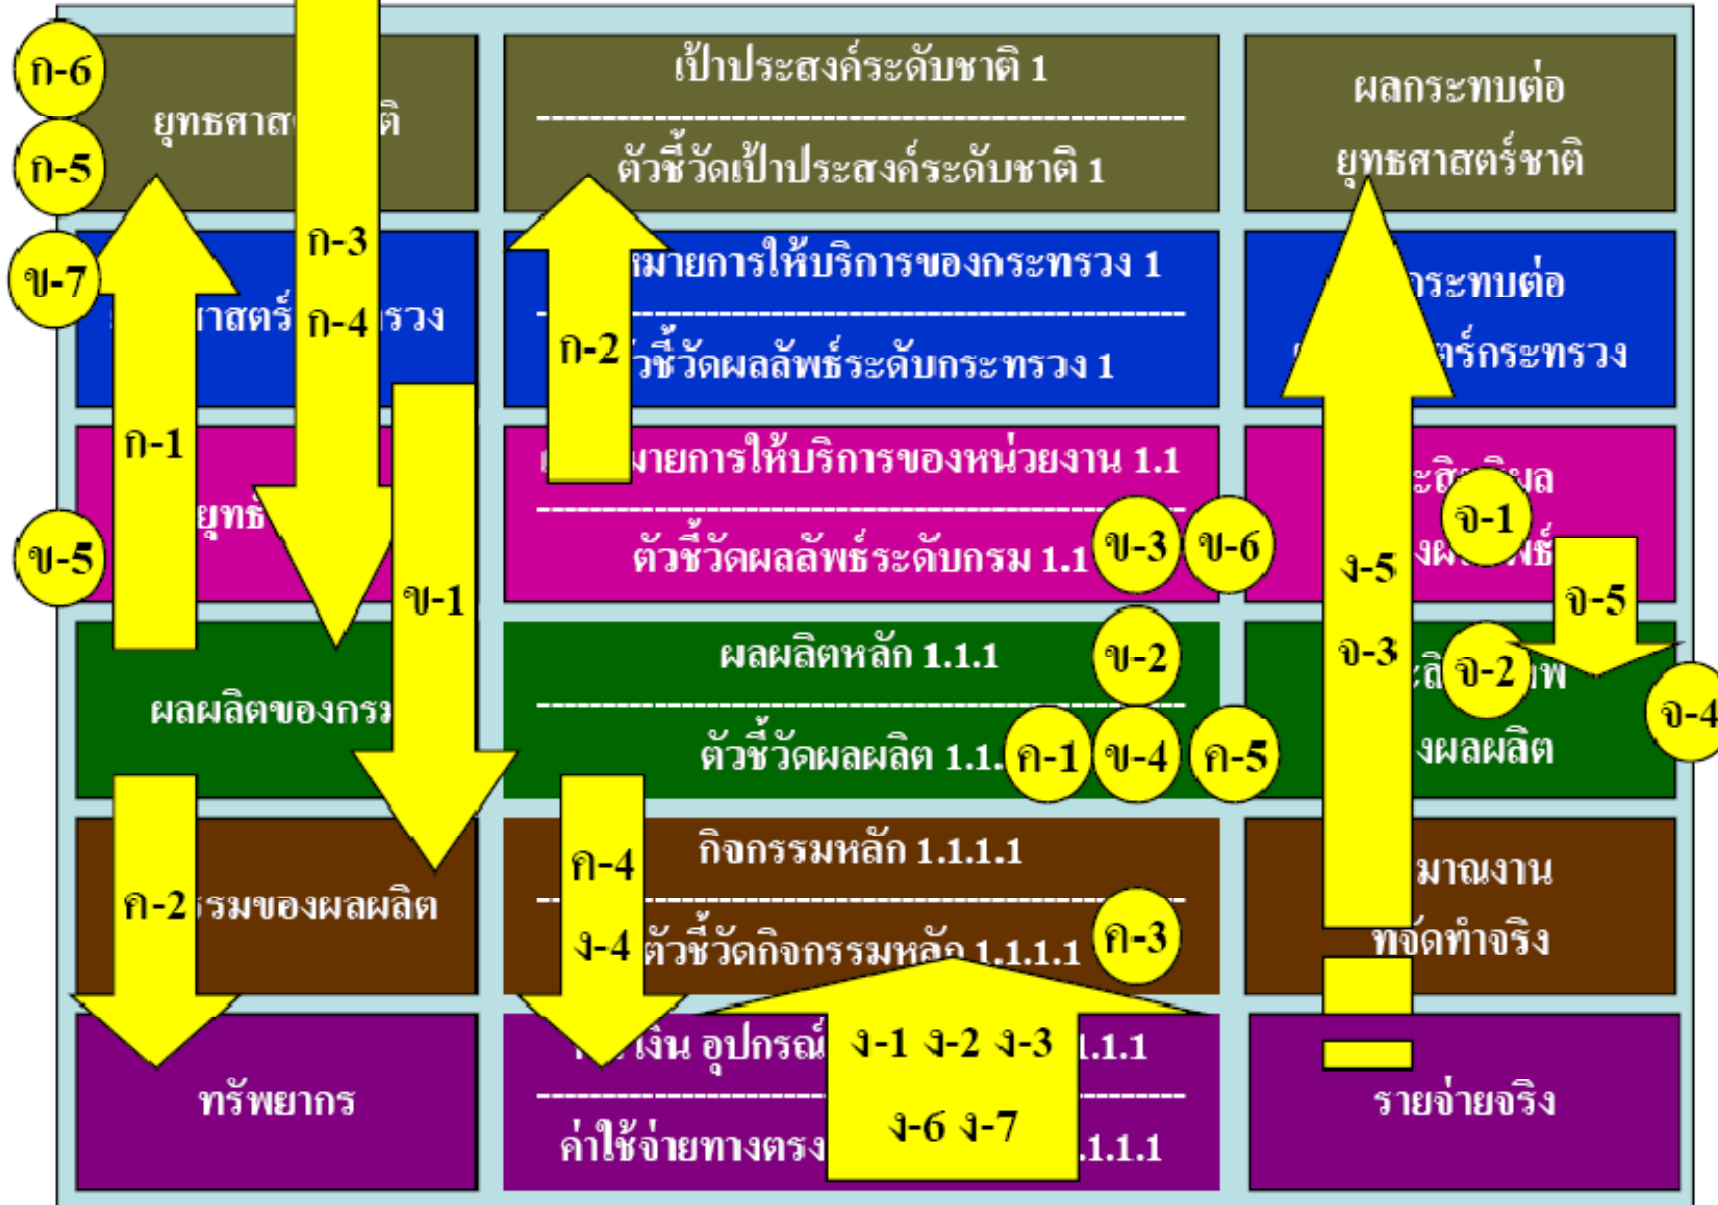 ก-6
เป้าประสงค์ระดับชาติ 1
ผลกระทบต่อ
ก-5
ตัวชี้วัดเป้าประสงค์ระดับชาติ 1
ยุทธศาสตร์ชาติ
ข-7
ก-3
ก-4
หมายการให้บริการของกระทรวง 1
ก-2
ตัวชี้วัดผลลัพธ์ระดับกระทรวง 1
กระทบต่อ
ตร์กระทรวง
ก-1
ข-5
ข-1
มายการให้บริการของหน่วยงาน 1.1
ตัวชี้วัดผลลัพธ์ระดับกรม 1.1
ข-3 ข-6
จ-1
จ-5
ง-5
จ-3
ผลผลิตของกรม
ผลผลิตหลัก 1.1.1
ข-2
ตัวชี้วัดผลผลิต 1.1.
ค-1 ข-4 ค-5
จ-2
จ-4
งผลผลิต
ค-2
รรมของผลผลิต
ค-4
ง-4
กิจกรรมหลัก 1.1.1.1
ตัวชี้วัดกิจกรรมหลัก 1.1.1.1
ค-3
มาณงาน
ที่จัดทำจริง
ทรัพยากร
เงิน อุปกรณ์
1.1.1
ค่าใช้จ่ายทางตรง
.1.1.1
ง-1 ง-2 ง-3
ง-6 ง-7
รายจ่ายจริง